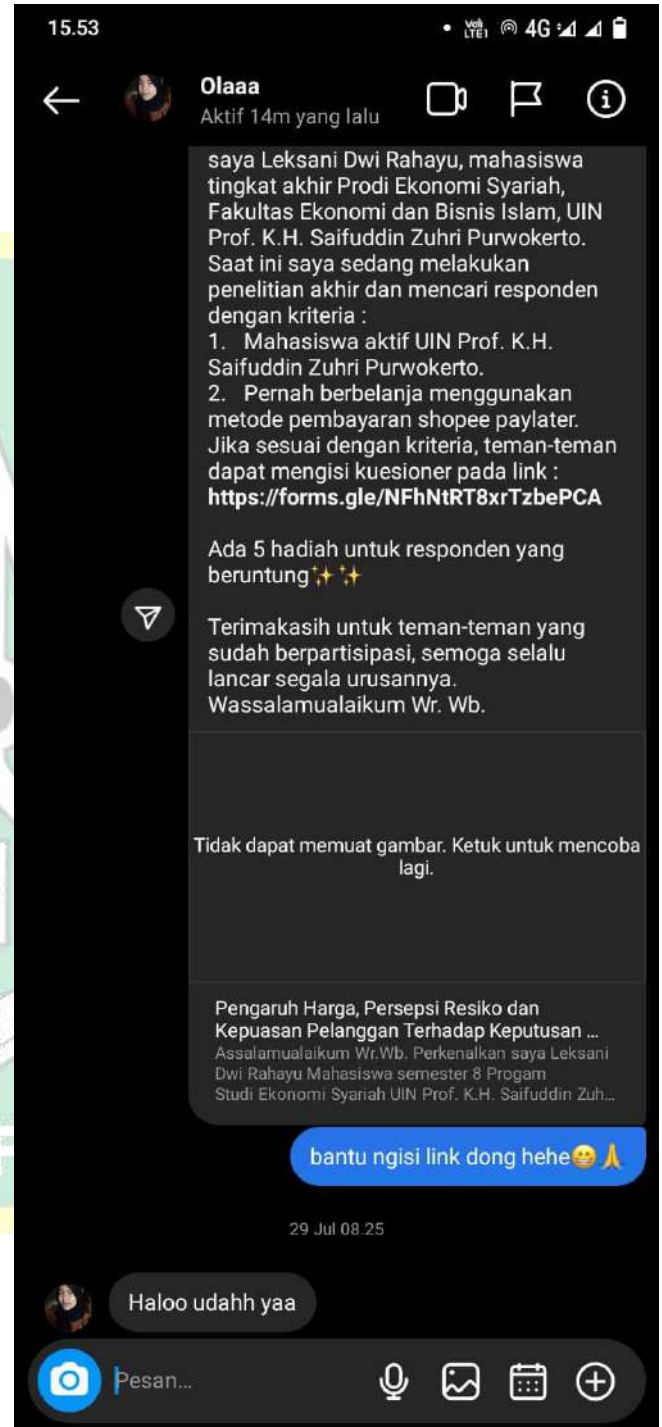 15.53
VoLTE1 4G
Olaaa
Aktif 14m yang lalu
saya Leksani Dwi Rahayu, mahasiswa
tingkat akhir Prodi Ekonomi Syariah,
Fakultas Ekonomi dan Bisnis Islam, UIN
Prof. K.H. Saifuddin Zuhri Purwokerto.
Saat ini saya sedang melakukan
penelitian akhir dan mencari responden
dengan kriteria :
1. Mahasiswa aktif UIN Prof. K.H.
Saifuddin Zuhri Purwokerto.
2. Pernah berbelanja menggunakan
metode pembayaran shopee paylater.
Jika sesuai dengan kriteria, teman-teman
dapat mengisi kuesioner pada link :
https://forms.gle/NFhNtRT8xrTzbePCA
Ada 5 hadiah untuk responden yang
beruntung✨✨
Terimakasih untuk teman-teman yang
sudah berpartisipasi, semoga selalu
lancar segala urusannya.
Wassalamualaikum Wr. Wb.
Tidak dapat memuat gambar. Ketuk untuk mencoba
lagi.
Pengaruh Harga, Persepsi Resiko dan
Kepuasan Pelanggan Terhadap Keputusan ...
Assalamualaikum Wr.Wb. Perkenalkan saya Leksani
Dwi Rahayu Mahasiswa semester 8 Progam
Studi Ekonomi Syariah UIN Prof. K.H. Saifuddin Zuh...
bantu ngisi link dong hehe😁🙏
29 Jul 08.25
Haloo udahh yaa
Pesan...